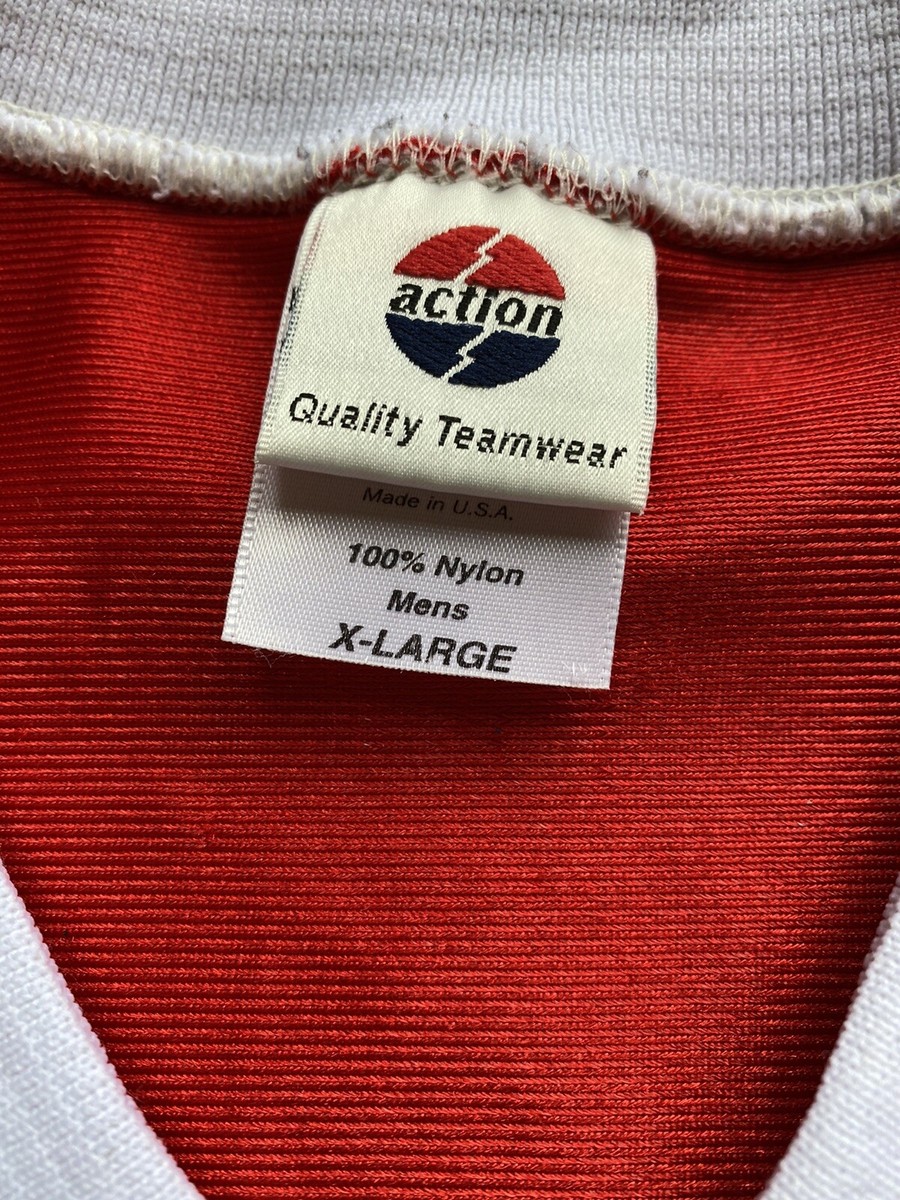 action
Quality Teamwear
Made in U.S.A.
100% Nylon
Mens
X-LARGE